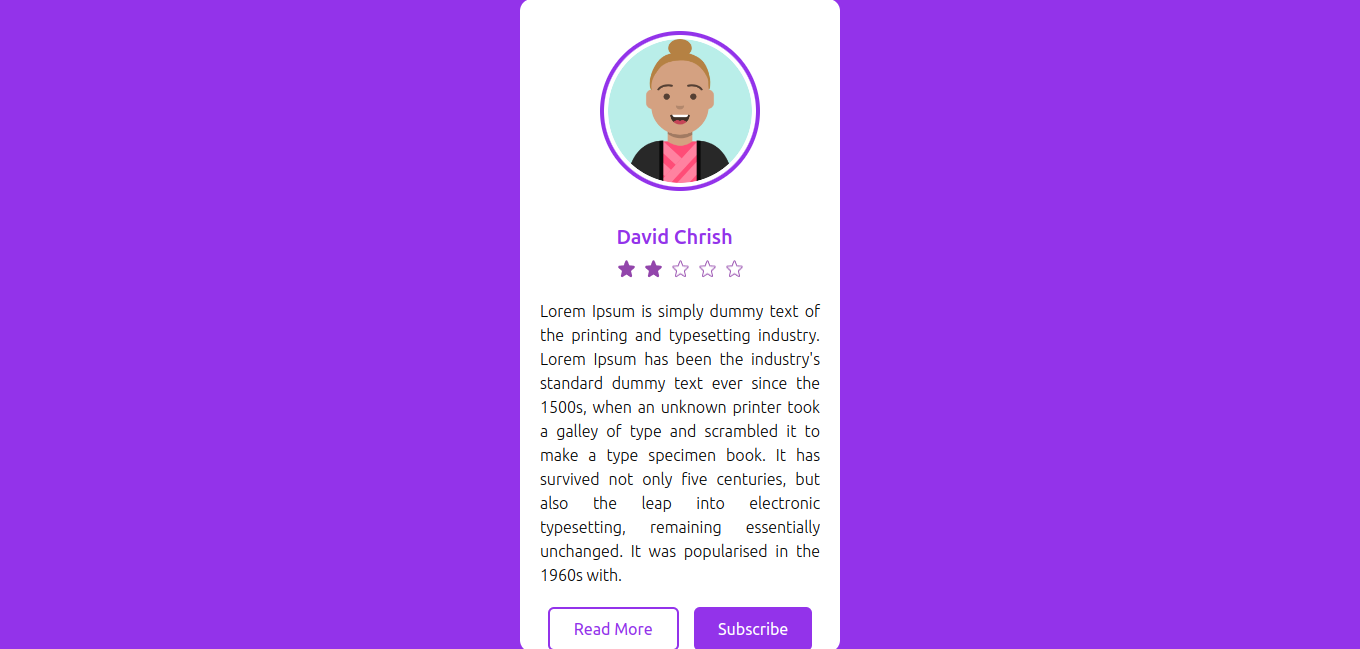 David Chrish
Lorem Ipsum is simply dummy text of
the printing and typesetting industry.
Lorem Ipsum has been the industry's
standard dummy text ever since the
1500s, when an unknown printer took
a galley of type and scrambled it to
make a type specimen book. It has
survived not only five centuries, but
also the leap into electronic
typesetting, remaining essentially
unchanged. It was popularised in the
1960s with.
Read More
Subscribe